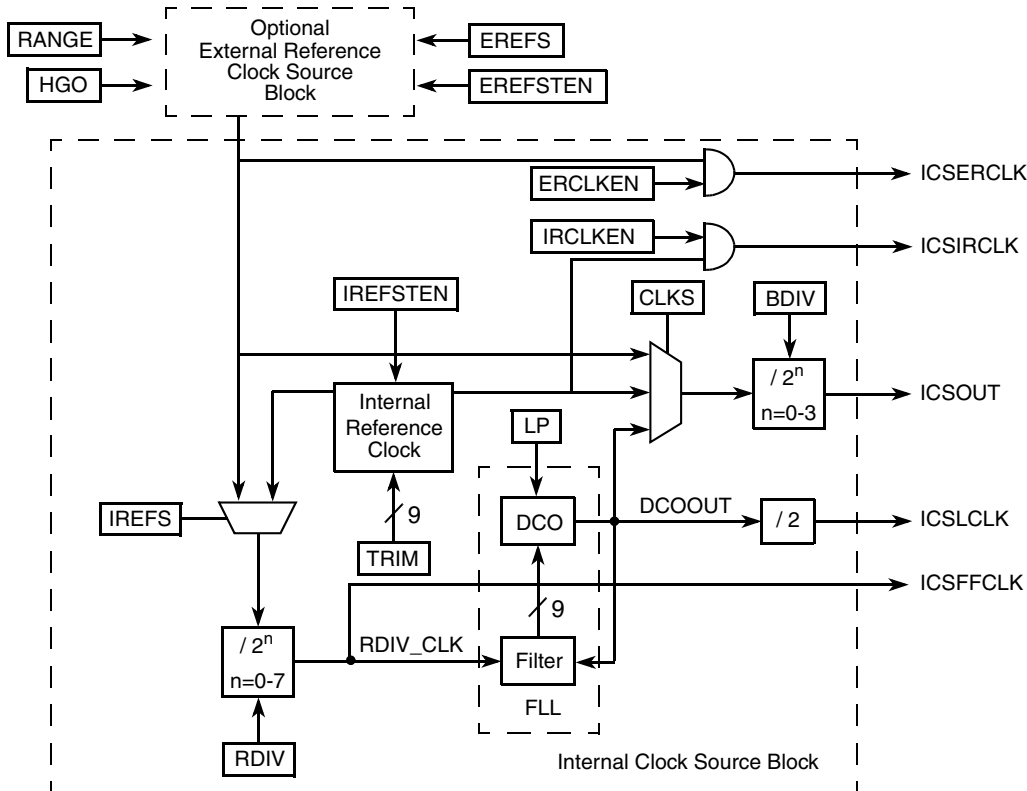 RANGE
HGO
Optional
External Reference
Clock Source
Block
EREFS
EREFSTEN
ERCLKEN
ICSERCLK
IRCLKEN
ICSIRCLK
IREFSTEN
CLKS
BDIV
Internal
Reference
Clock
/ 2ⁿ
n=0-3
ICSOUT
LP
IREFS
9
TRIM
DCO
DCOOUT
/ 2
ICSLCLK
ICSFFCLK
9
/ 2ⁿ
n=0-7
RDIV_CLK
Filter
FLL
RDIV
Internal Clock Source Block